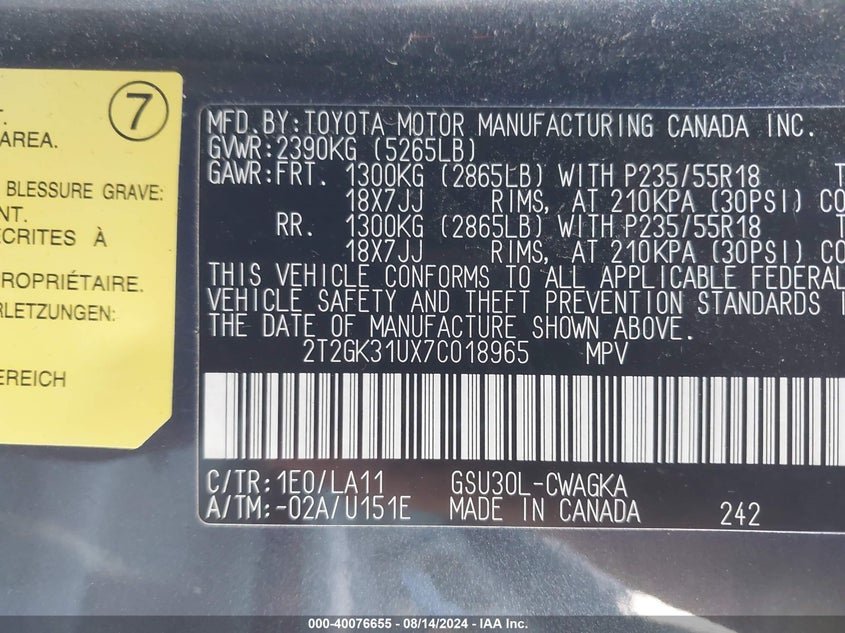 7
AREA.
BLESSURE GRAVE:
NT.
ÉCRITES À
ROPRIÉTAIRE.
RLETZUNGEN:
EREICH
MFD.BY:TOYOTA MOTOR MANUFACTURING CANADA INC.
GVWR:2390KG (5265LB)
GAWR:FRT. 1300KG (2865LB) WITH P235/55R18 T
18X7JJ RIMS, AT 210KPA (30PSI) CO
RR. 1300KG (2865LB) WITH P235/55R18 T
18X7JJ RIMS, AT 210KPA (30PSI) CO
THIS VEHICLE CONFORMS TO ALL APPLICABLE FEDERAL
VEHICLE SAFETY AND THEFT PREVENTION STANDARDS I
THE DATE OF MANUFACTURE SHOWN ABOVE.
2T2GK31UX7C018965 MPV
C/TR:1E0/LA11 GSU30L-CWAGKA
A/TM:-02A/U151E MADE IN CANADA 242
000-40076655 - 08/14/2024 - IAA Inc.